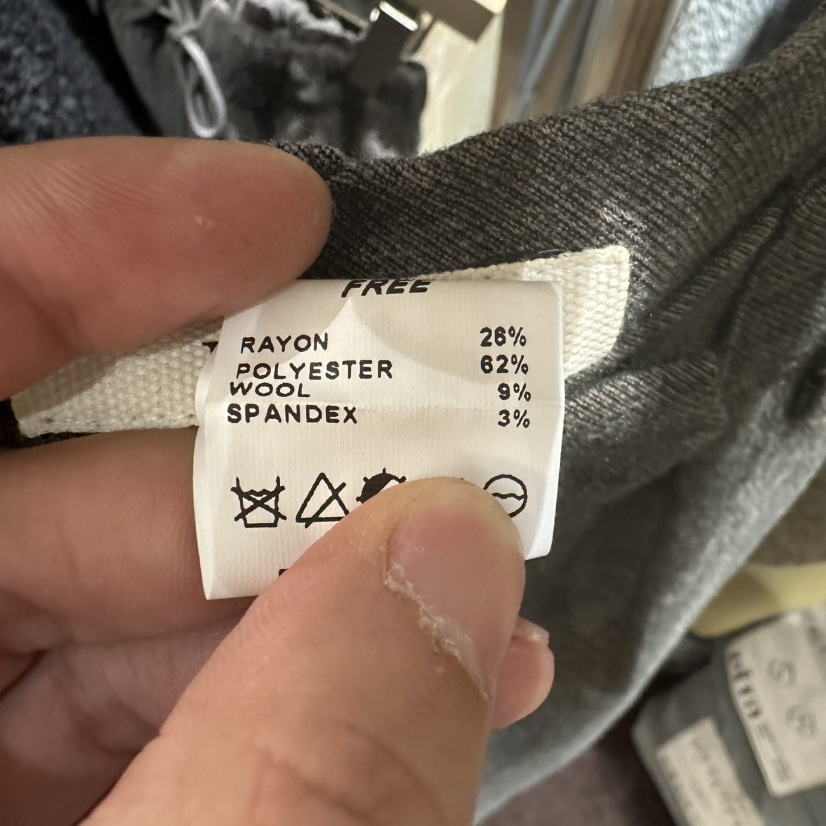 FREE
RAYON 26%
POLYESTER 62%
WOOL 9%
SPANDEX 3%